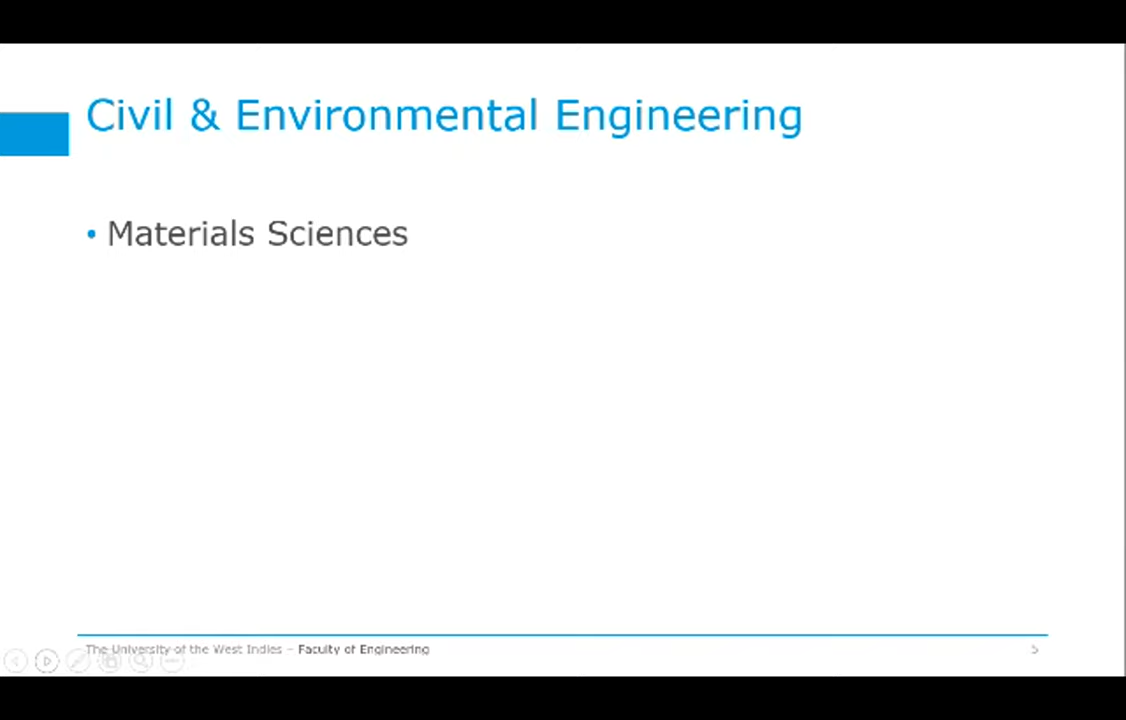 Civil & Environmental Engineering
• Materials Sciences
The University of the West Indies – Faculty of Engineering
5